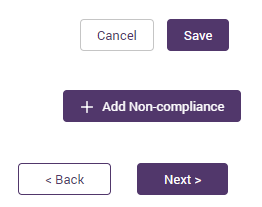 Cancel Save
+ Add Non-compliance
< Back Next >